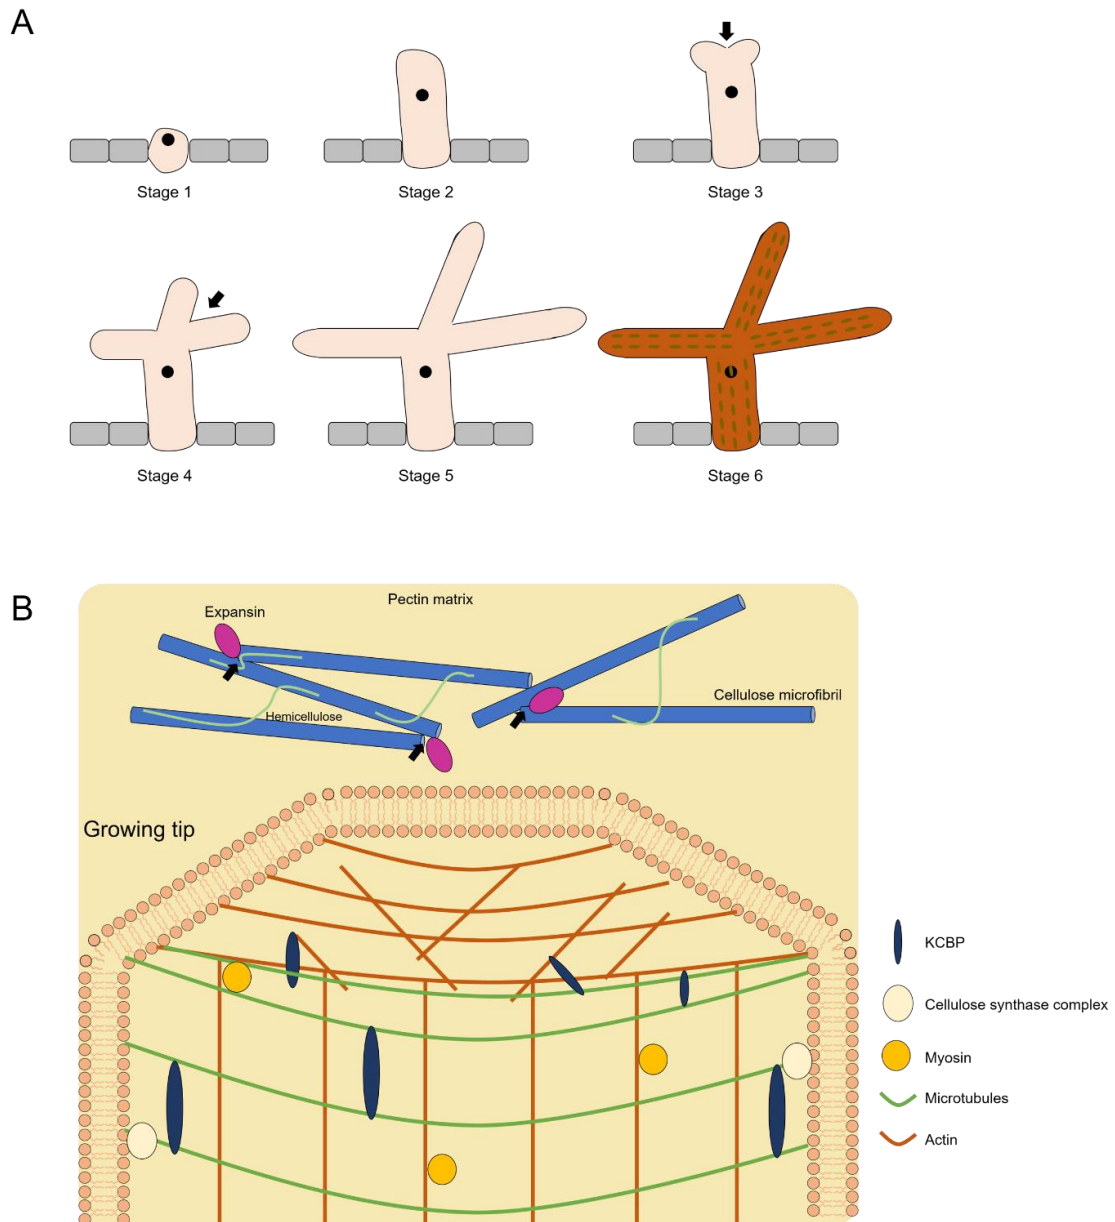 A
Stage 1
Stage 2
Stage 3
Stage 4
Stage 5
Stage 6
B
Pectin matrix
Expansin
Cellulose microfibril
Hemicellulose
Growing tip
KCBP
Cellulose synthase complex
Myosin
Microtubules
Actin